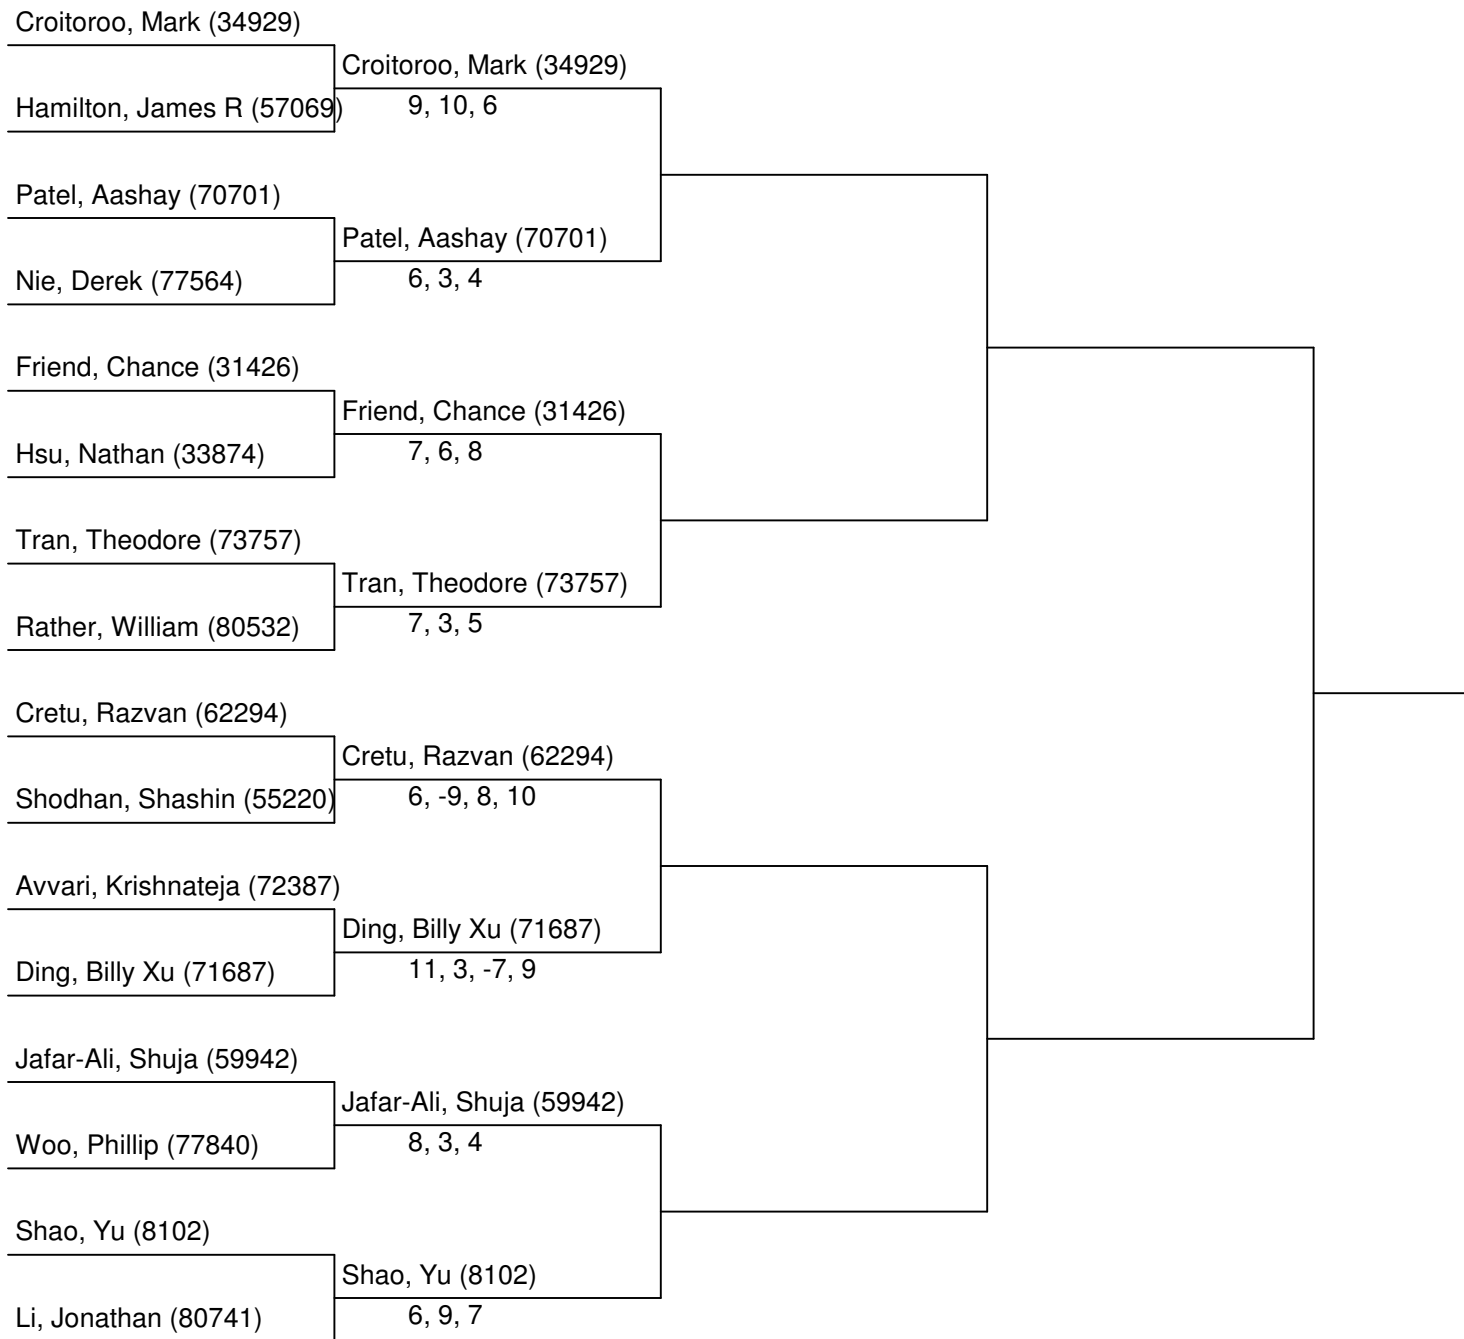 Croitoroo, Mark (34929)
Croitoroo, Mark (34929)
Hamilton, James R (57069)
9, 10, 6
Patel, Aashay (70701)
Patel, Aashay (70701)
Nie, Derek (77564)
6, 3, 4
Friend, Chance (31426)
Friend, Chance (31426)
Hsu, Nathan (33874)
7, 6, 8
Tran, Theodore (73757)
Tran, Theodore (73757)
Rather, William (80532)
7, 3, 5
Cretu, Razvan (62294)
Cretu, Razvan (62294)
Shodhan, Shashin (55220)
6, -9, 8, 10
Avvari, Krishnateja (72387)
Ding, Billy Xu (71687)
Ding, Billy Xu (71687)
11, 3, -7, 9
Jafar-Ali, Shuja (59942)
Jafar-Ali, Shuja (59942)
Woo, Phillip (77840)
8, 3, 4
Shao, Yu (8102)
Shao, Yu (8102)
Li, Jonathan (80741)
6, 9, 7